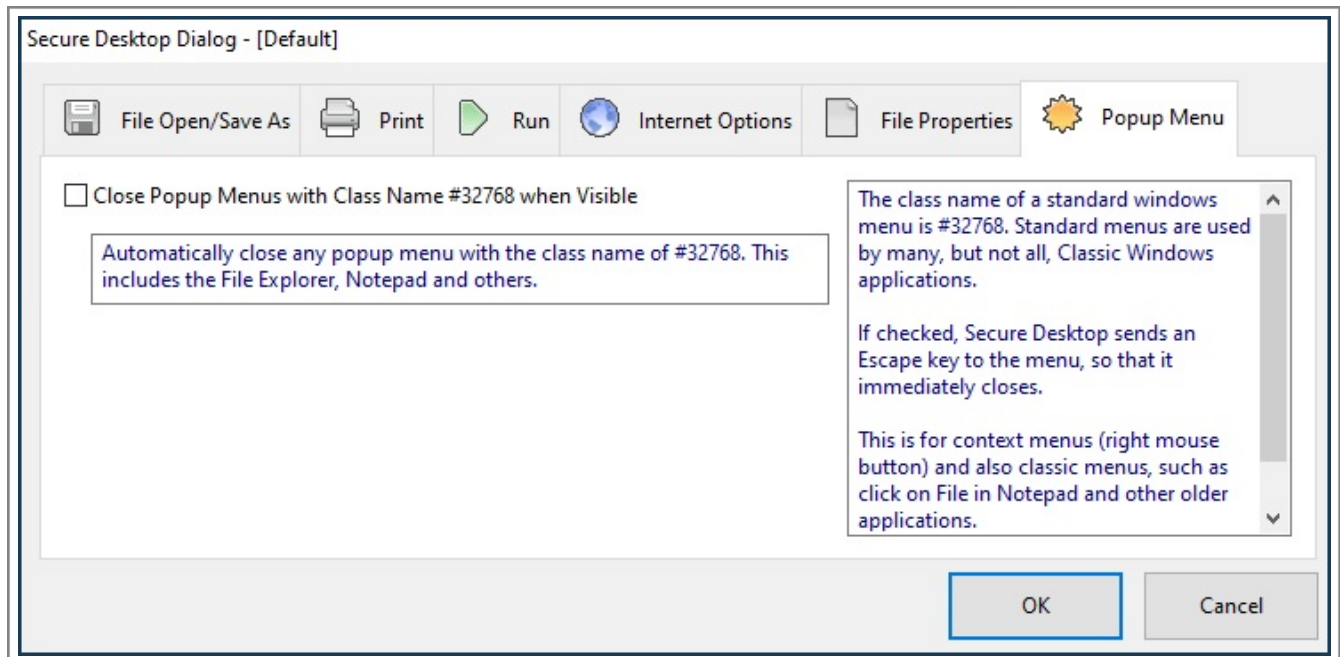 Secure Desktop Dialog - [Default]
File Open/Save As
Print
Run
Internet Options
File Properties
Popup Menu
Close Popup Menus with Class Name #32768 when Visible
Automatically close any popup menu with the class name of #32768. This
includes the File Explorer, Notepad and others.
The class name of a standard windows
menu is #32768. Standard menus are used
by many, but not all, Classic Windows
applications.
If checked, Secure Desktop sends an
Escape key to the menu, so that it
immediately closes.
This is for context menus (right mouse
button) and also classic menus, such as
click on File in Notepad and other older
applications.
OK
Cancel